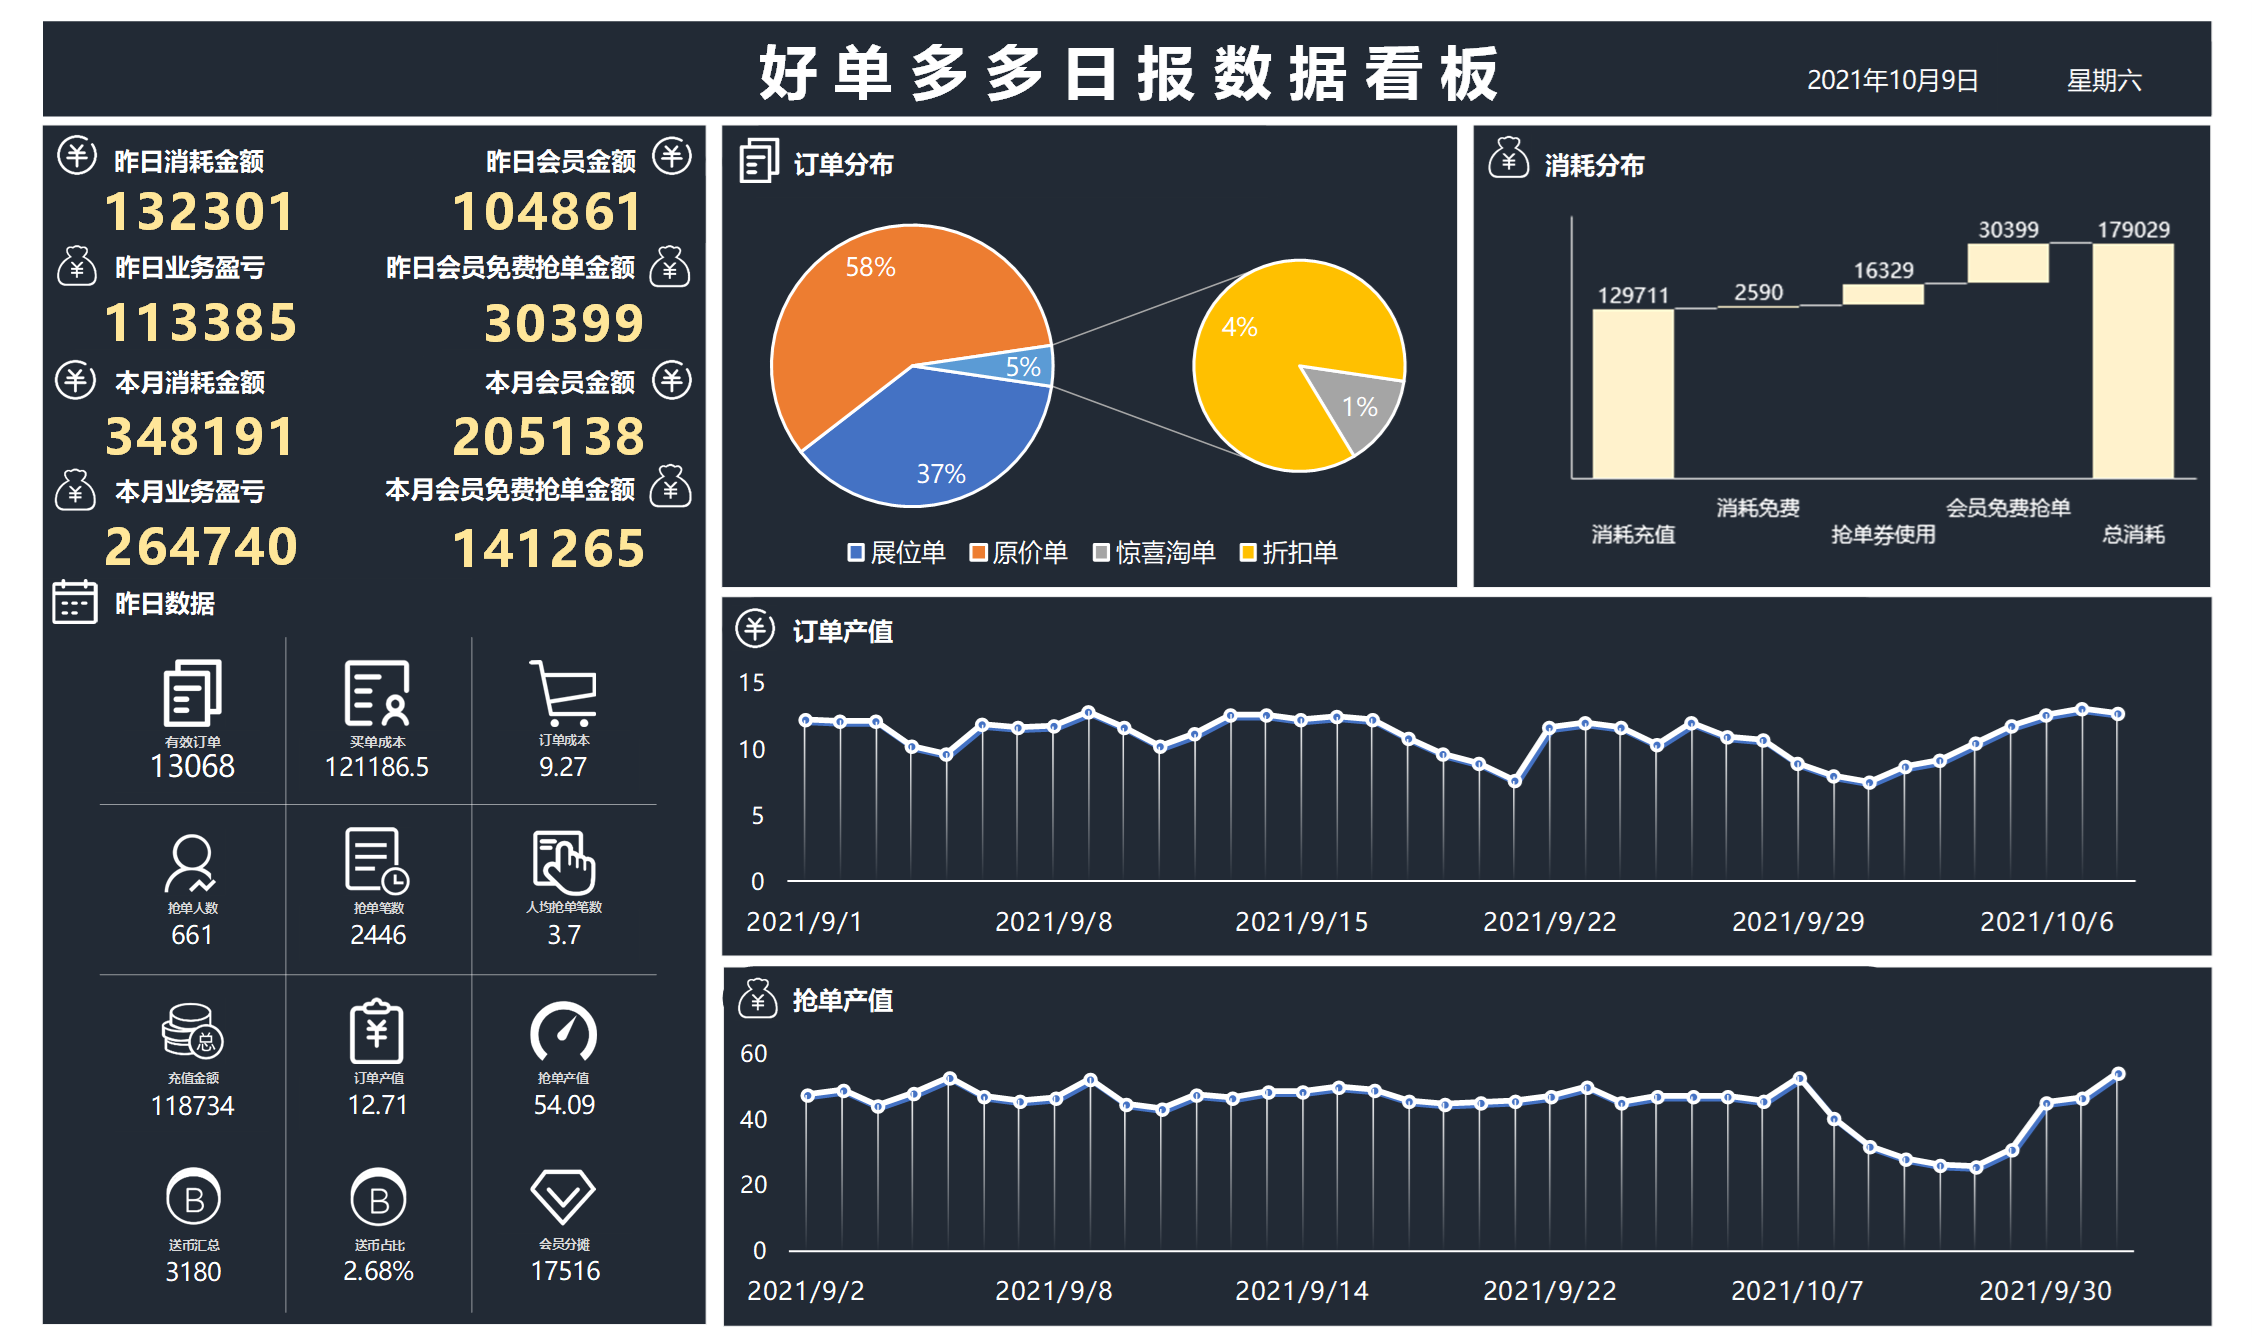 好单多多日报数据看板
2021年10月9日 星期六
昨日消耗金额 昨日会员金额
132301 104861
昨日业务盈亏 昨日会员免费抢单金额
113385 30399
本月消耗金额 本月会员金额
348191 205138
本月业务盈亏 本月会员免费抢单金额
264740 141265
昨日数据
有效订单 买单成本 订单成本
13068 121186.5 9.27
抢单人数 抢单笔数 人均抢单笔数
661 2446 3.7
总
充值金额 订单产值 抢单产值
118734 12.71 54.09
B B
送币汇总 送币占比 会员分摊
3180 2.68% 17516
订单分布
58%
5%
37%
4%
1%
展位单 原价单 惊喜淘单 折扣单
消耗分布
129711 2590 16329 30399 179029
消耗充值 消耗免费 抢单券使用 会员免费抢单 总消耗
订单产值
15
10
5
0
2021/9/1 2021/9/8 2021/9/15 2021/9/22 2021/9/29 2021/10/6
抢单产值
60
40
20
0
2021/9/2 2021/9/8 2021/9/14 2021/9/22 2021/10/7 2021/9/30